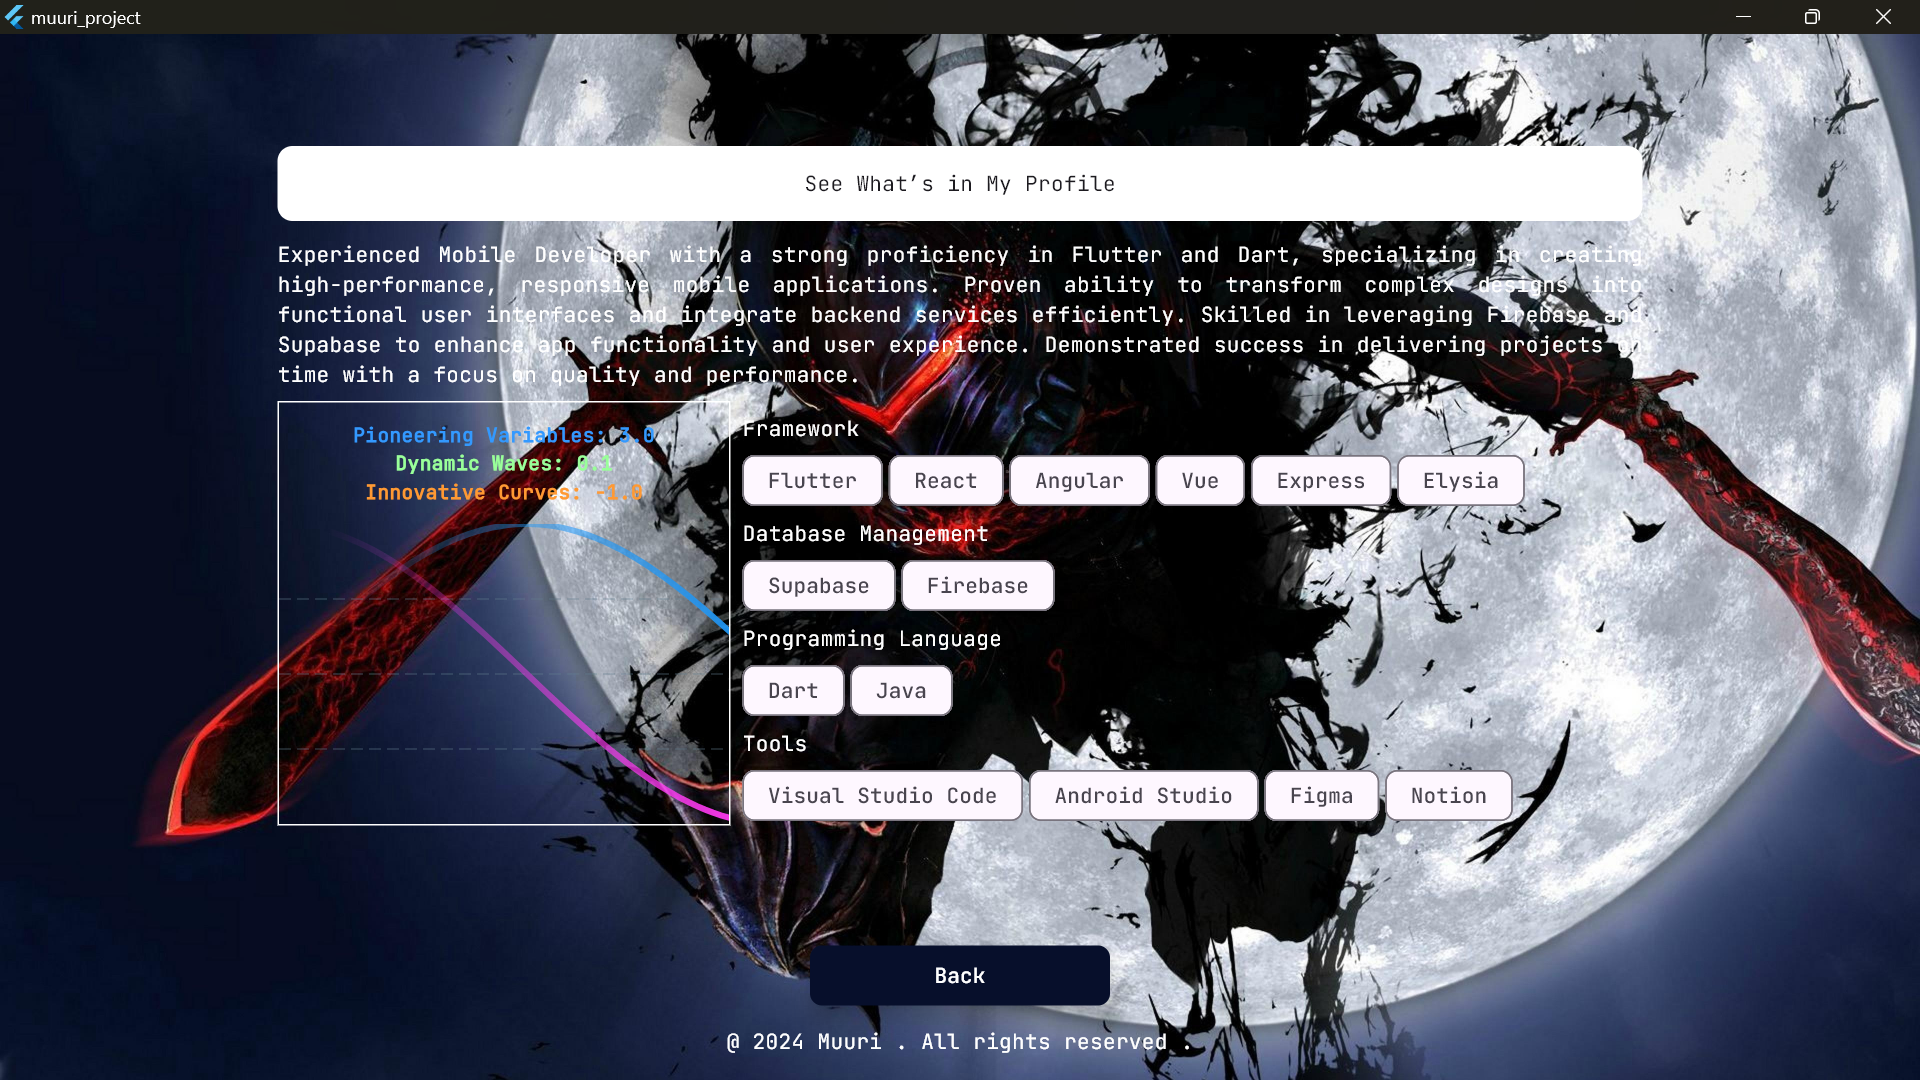 muuri_project
See What's in My Profile
Experienced Mobile Developer with a strong proficiency in Flutter and Dart, specializing in creating
high-performance, responsive mobile applications. Proven ability to transform complex designs into
functional user interfaces and integrate backend services efficiently. Skilled in leveraging Firebase and
Supabase to enhance app functionality and user experience. Demonstrated success in delivering projects on
time with a focus on quality and performance.
Pioneering Variables: 3.0
Dynamic Waves: 0.1
Innovative Curves: -1.0
Framework
Flutter React Angular Vue Express Elysia
Database Management
Supabase Firebase
Programming Language
Dart Java
Tools
Visual Studio Code Android Studio Figma Notion
Back
@ 2024 Muuri . All rights reserved .